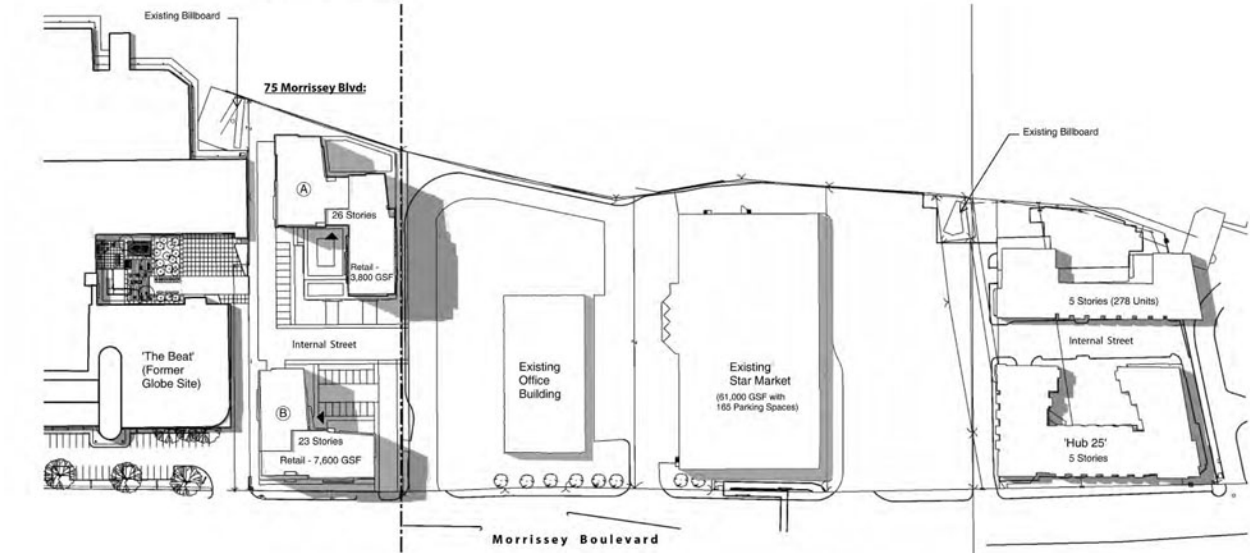 Existing Billboard
75 Morrissey Blvd:
Existing Billboard
A
26 Stories
Retail -
3,800 GSF
5 Stories (278 Units)
Internal Street
Internal Street
'The Beat'
(Former
Globe Site)
Existing
Office
Building
Existing
Star Market
(61,000 GSF with
165 Parking Spaces)
B
23 Stories
Retail - 7,600 GSF
'Hub 25'
5 Stories
Morrissey Boulevard